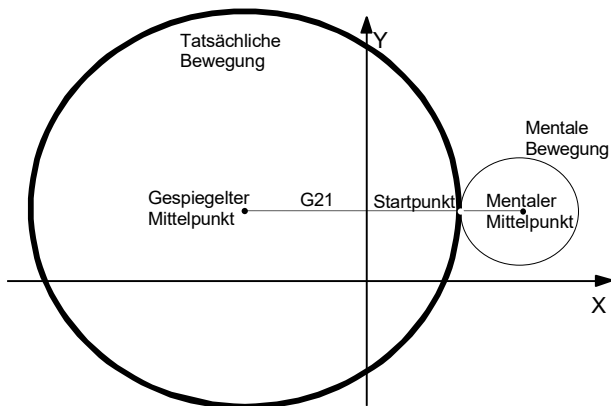 Tatsächliche
Bewegung
Y
Mentale
Bewegung
Gespiegelter
Mittelpunkt
G21
Startpunkt
Mentaler
Mittelpunkt
X